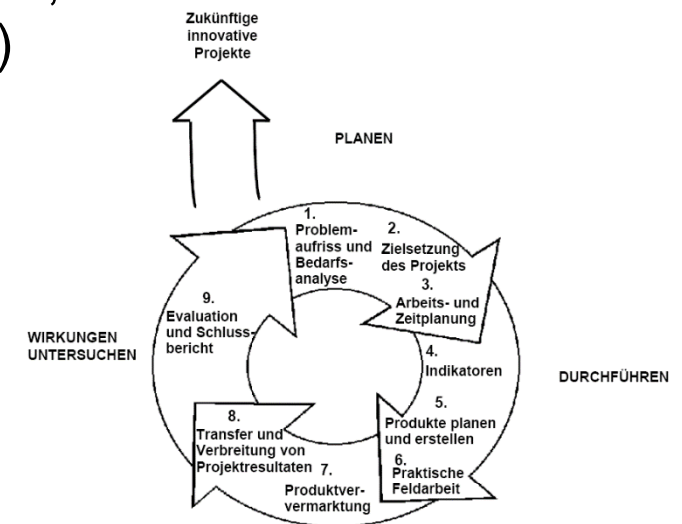 Zukünftige
innovative
Projekte
)
PLANEN
1.
Problem-
aufriss und
Bedarfs-
analyse
2.
Zielsetzung
des Projekts
3.
Arbeits- und
Zeitplanung
4.
Indikatoren
DURCHFÜHREN
5.
Produkte planen
und erstellen
6.
Praktische
Feldarbeit
7.
Produktver-
vermarktung
8.
Transfer und
Verbreitung von
Projektresultaten
9.
Evaluation
und Schluss-
bericht
WIRKUNGEN
UNTERSUCHEN